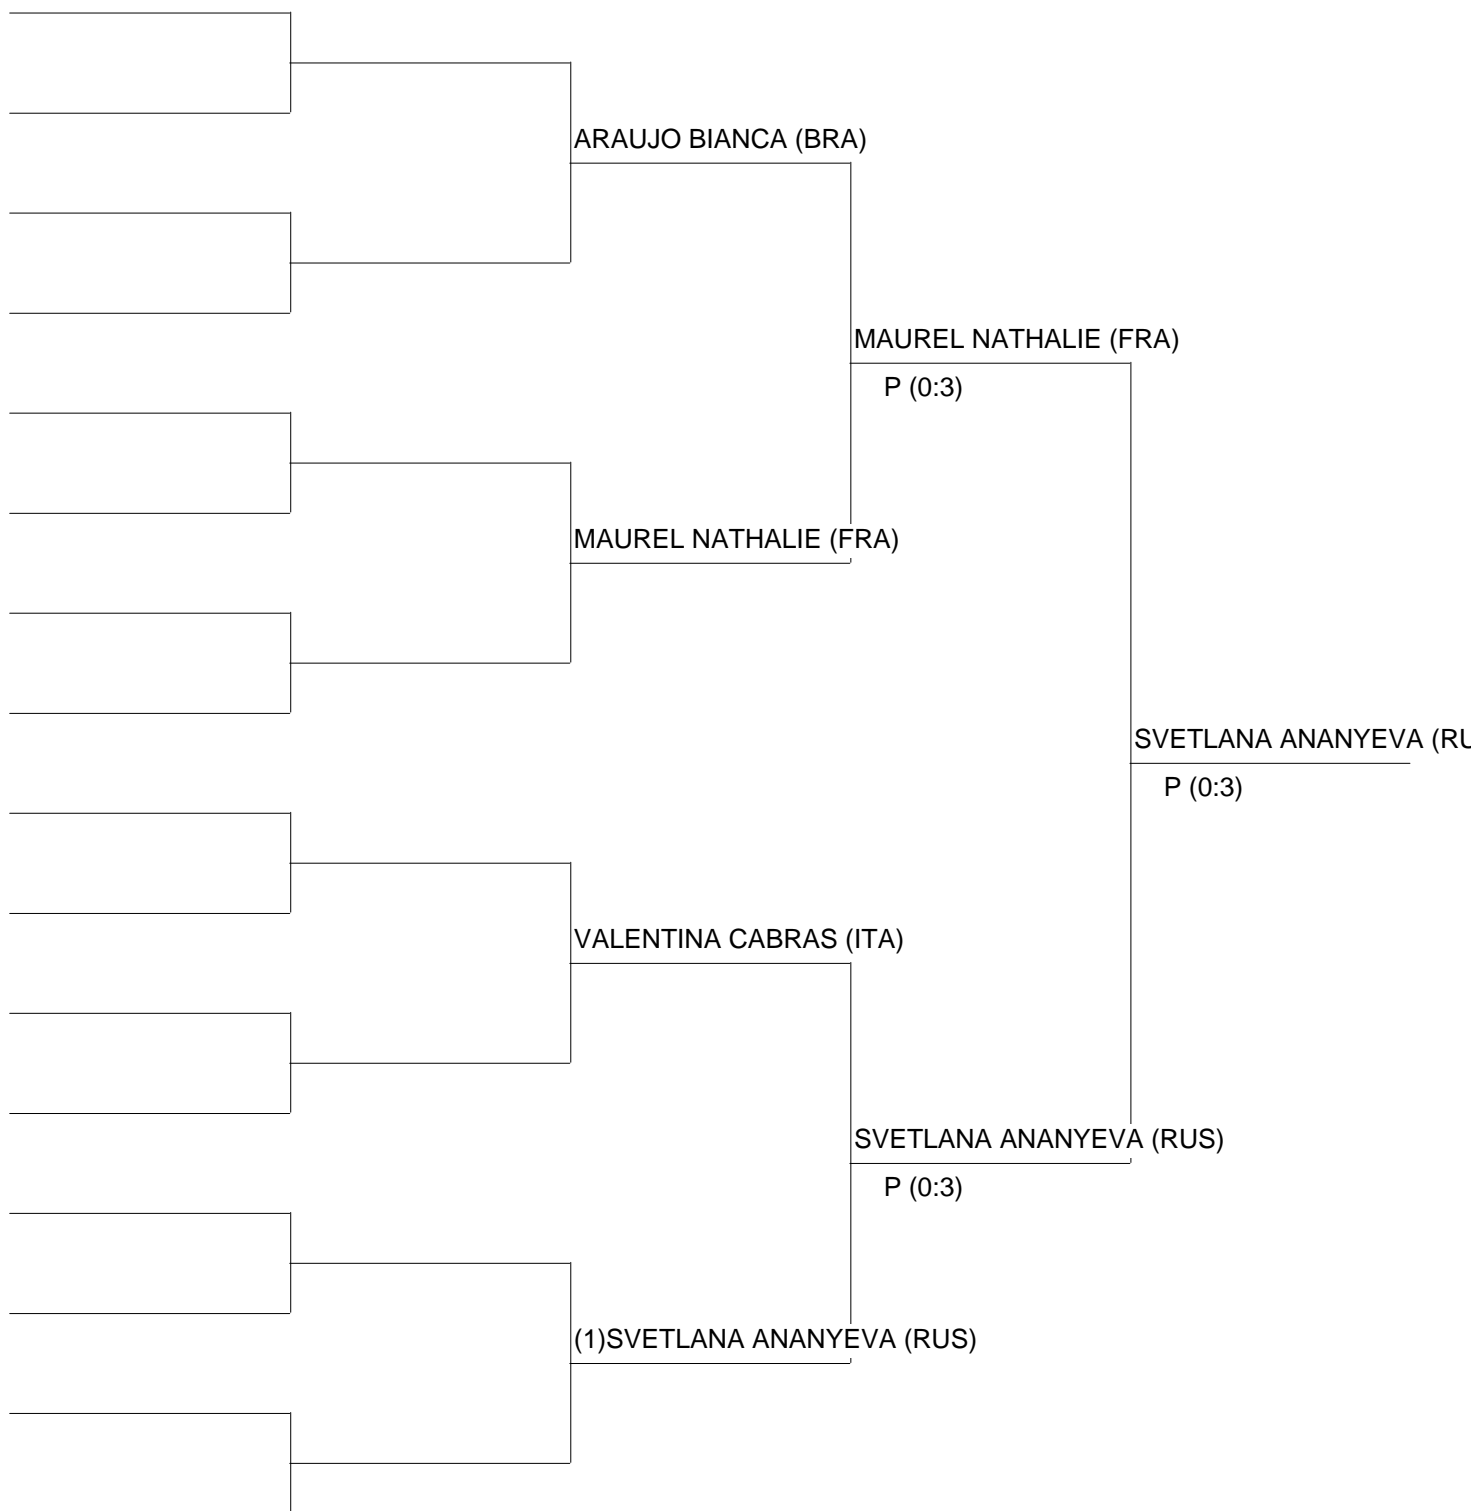 ARAUJO BIANCA (BRA)
MAUREL NATHALIE (FRA)
P (0:3)
MAUREL NATHALIE (FRA)
SVETLANA ANANYEVA (RU
P (0:3)
VALENTINA CABRAS (ITA)
SVETLANA ANANYEVA (RUS)
P (0:3)
(1)SVETLANA ANANYEVA (RUS)